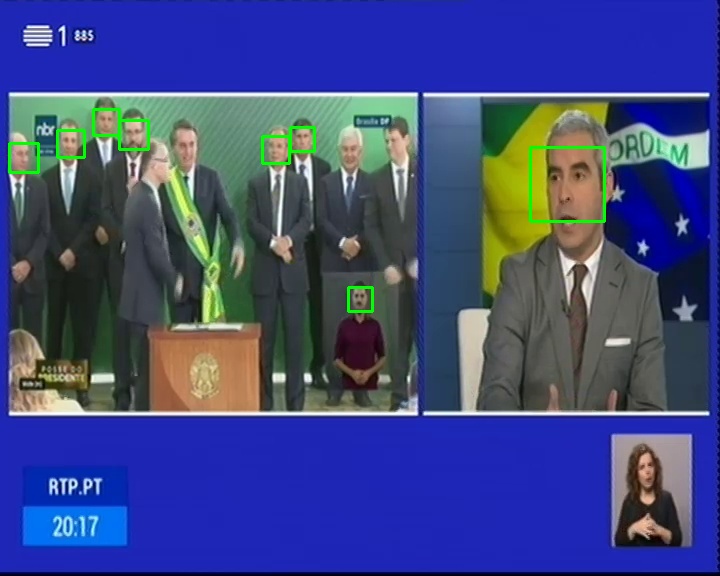 1 885
nbr
Brasília DF
ORDEM
POSSE DO
PRESIDENTE
RTP.PT
20:17